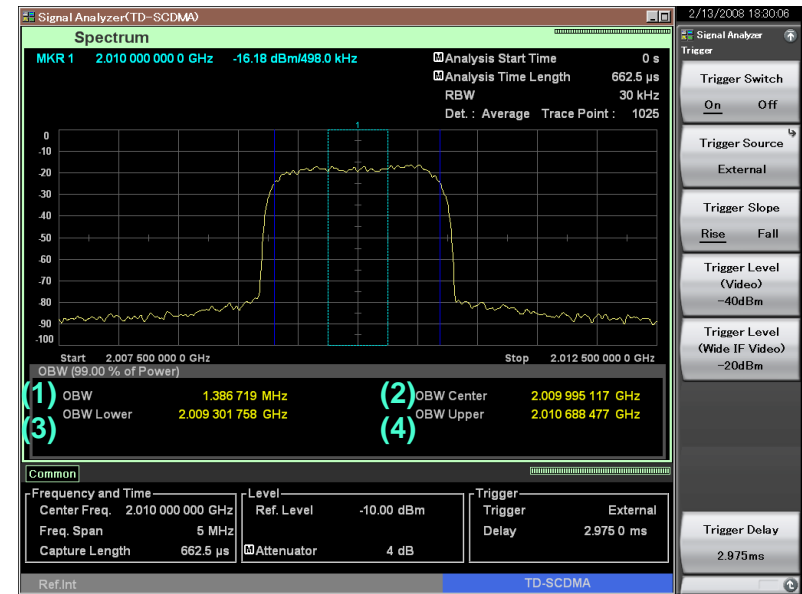 Signal Analyzer(TD-SCDMA)
2/13/2008 18:30:06
Spectrum
MKR 1 2.010 000 000 0 GHz -16.18 dBm/498.0 kHz
M Analysis Start Time 0 s
M Analysis Time Length 662.5 µs
RBW 30 kHz
Det. : Average Trace Point : 1025
1
0
-10
-20
-30
-40
-50
-60
-70
-80
-90
-100
Start 2.007 500 000 0 GHz
Stop 2.012 500 000 0 GHz
OBW (99.00 % of Power)
(1) OBW 1.386 719 MHz
(2) OBW Center 2.009 995 117 GHz
(3) OBW Lower 2.009 301 758 GHz
(4) OBW Upper 2.010 688 477 GHz
Common
Frequency and Time
Center Freq. 2.010 000 000 GHz
Freq. Span 5 MHz
Capture Length 662.5 µs
Level
Ref. Level -10.00 dBm
M Attenuator 4 dB
Trigger
Trigger External
Delay 2.975 0 ms
Ref.Int
TD-SCDMA
Signal Analyzer
Trigger
Trigger Switch
On Off
Trigger Source
External
Trigger Slope
Rise Fall
Trigger Level
(Video)
-40dBm
Trigger Level
(Wide IF Video)
-20dBm
Trigger Delay
2.975ms